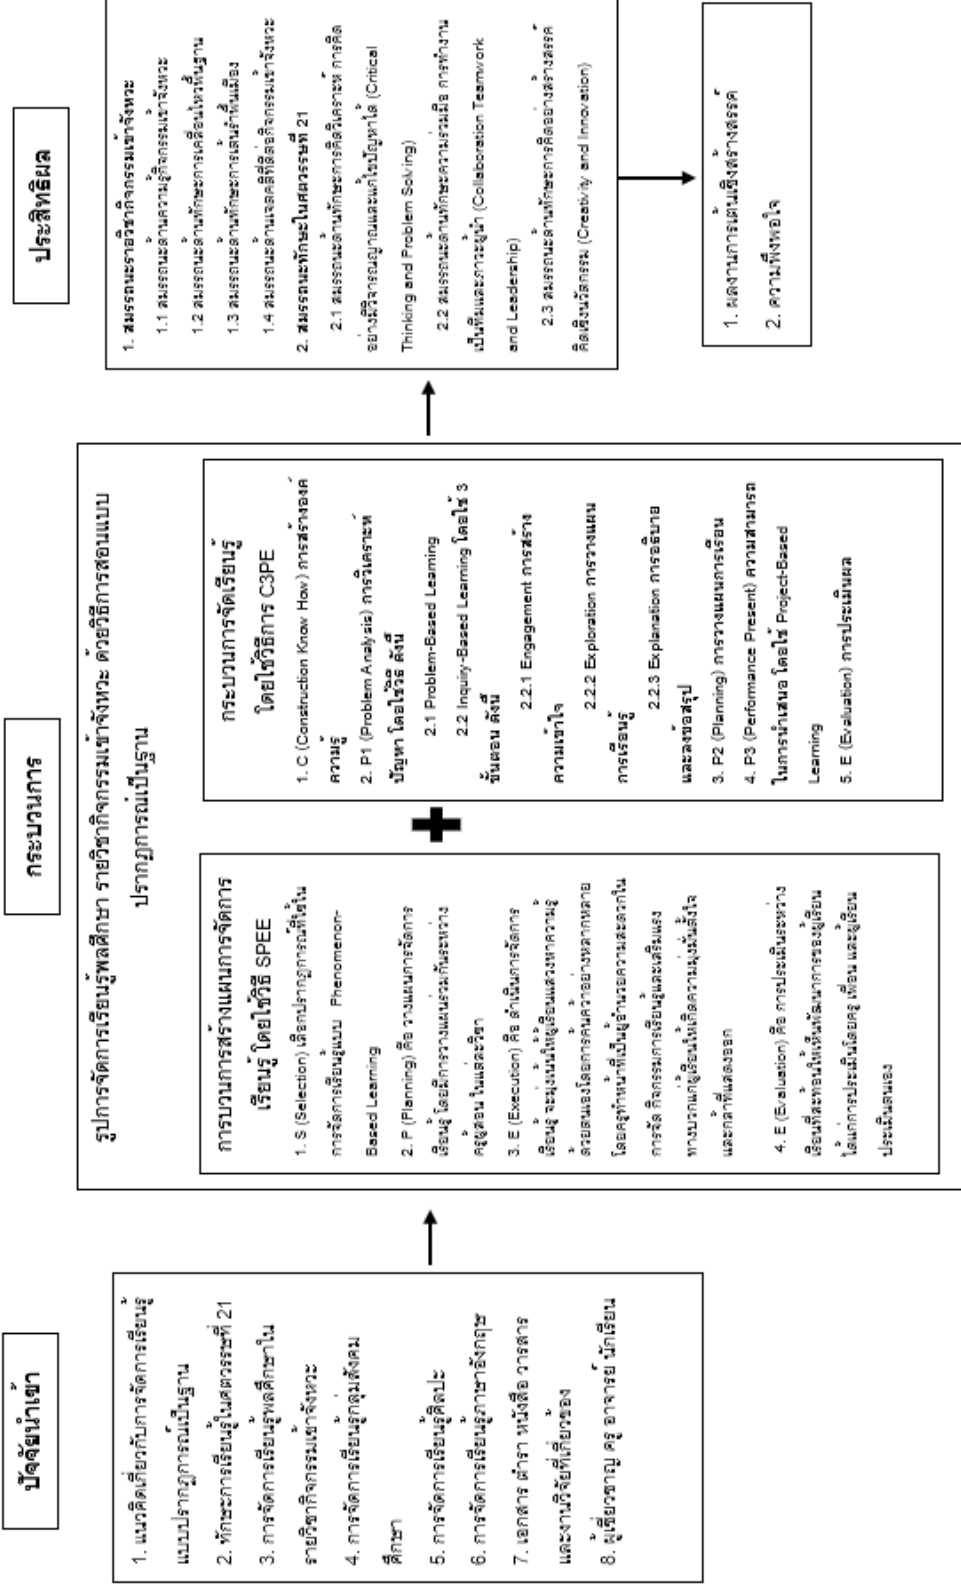 ปัจจัยนำเข้า
1. แนวคิดเกี่ยวกับการจัดการเรียนรู้
แบบปรากฏการณ์เป็นฐาน
2. ทักษะการเรียนรู้ในศตวรรษที่ 21
3. การจัดการเรียนรู้พลศึกษาใน
รายวิชากิจกรรมเข้าจังหวะ
4. การจัดการเรียนรู้กลุ่มสังคม
ศึกษา
5. การจัดการเรียนรู้ศิลปะ
6. การจัดการเรียนรู้ภาษาอังกฤษ
7. เอกสาร ตำรา หนังสือ วารสาร
และงานวิจัยที่เกี่ยวข้อง
8. ผู้เชี่ยวชาญ ครู อาจารย์ นักเรียน
กระบวนการ
รูปการจัดการเรียนรู้พลศึกษา รายวิชากิจกรรมเข้าจังหวะ ด้วยวิธีการสอนแบบ
ปรากฏการณ์เป็นฐาน
การบวนการสร้างแผนการจัดการ
เรียนรู้ โดยใช้วิธี SPEE
1. S (Selection) เลือกปรากฏการณ์ที่ใช้ใน
การจัดการเรียนรู้แบบ Phenomenon-
Based Learning
2. P (Planning) คือ วางแผนการจัดการ
เรียนรู้ โดยมีการวางแผนร่วมกันระหว่าง
ครูผู้สอน ในแต่ละวิชา
3. E (Execution) คือ ดำเนินการจัดการ
เรียนรู้ จะมุ่งเน้นให้ผู้เรียนแสวงหาความรู้
ด้วยตนเองโดยการค้นคว้าอย่างหลากหลาย
โดยครูทำหน้าที่เป็นผู้อำนวยความสะดวกใน
การจัด กิจกรรมการเรียนรู้และเสริมแรง
ทางบวกแก่ผู้เรียนให้เกิดความมุ่งมั่นตั้งใจ
และกล้าที่แสดงออก
4. E (Evaluation) คือ การประเมินระหว่าง
เรียนที่สะท้อนให้เห็นพัฒนาการของผู้เรียน
ได้แก่การประเมินโดยครู เพื่อน และผู้เรียน
ประเมินตนเอง
กระบวนการจัดเรียนรู้
โดยใช้วิธีการ C3PE
1. C (Construction Know How) การสร้างองค์
ความรู้
2. P1 (Problem Analysis) การวิเคราะห์
ปัญหา โดยใช้วิธี ดังนี้
2.1 Problem-Based Learning
2.2 Inquiry-Based Learning โดยใช้ 3
ขั้นตอน ดังนี้
2.2.1 Engagement การสร้าง
ความเข้าใจ
2.2.2 Exploration การวางแผน
การเรียนรู้
2.2.3 Explanation การอธิบาย
และลงข้อสรุป
3. P2 (Planning) การวางแผนการเรียน
4. P3 (Performance Present) ความสามารถ
ในการนำเสนอ โดยใช้ Project-Based
Learning
5. E (Evaluation) การประเมินผล
ประสิทธิผล
1. สมรรถนะรายวิชากิจกรรมเข้าจังหวะ
1.1 สมรรถนะด้านความรู้กิจกรรมเข้าจังหวะ
1.2 สมรรถนะด้านทักษะการเคลื่อนไหวพื้นฐาน
1.3 สมรรถนะด้านทักษะการเต้นรำพื้นเมือง
1.4 สมรรถนะด้านเจตคติที่ดีต่อกิจกรรมเข้าจังหวะ
2. สมรรถนะทักษะในศตวรรษที่ 21
2.1 สมรรถนะด้านทักษะการคิดวิเคราะห์ การคิด
อย่างมีวิจารณญาณและแก้ไขปัญหาได้ (Critical
Thinking and Problem Solving)
2.2 สมรรถนะด้านทักษะความร่วมมือ การทำงาน
เป็นทีมและภาวะผู้นำ (Collaboration Teamwork
and Leadership)
2.3 สมรรถนะด้านทักษะการคิดอย่างสร้างสรรค์
คิดเชิงนวัตกรรม (Creativity and Innovation)
1. ผลงานการเต้นเชิงสร้างสรรค์
2. ความพึงพอใจ